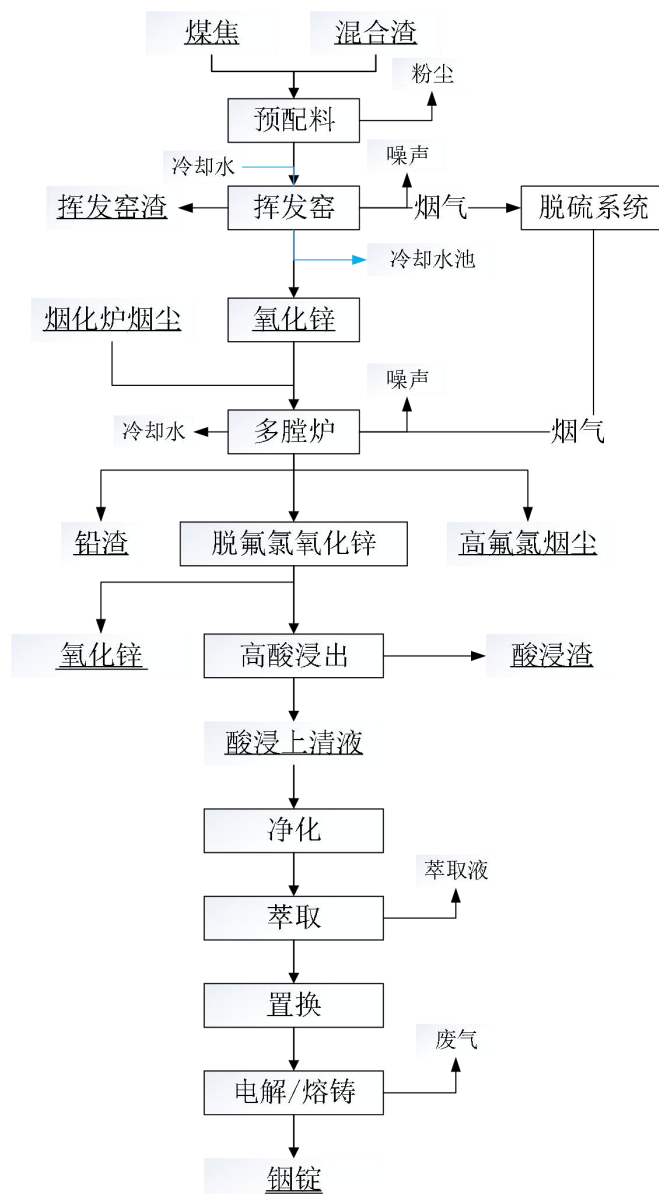 煤焦
混合渣
粉尘
预配料
冷却水
噪声
挥发窑渣
挥发窑
烟气
脱硫系统
冷却水池
烟化炉烟尘
氧化锌
噪声
冷却水
多膛炉
烟气
铅渣
脱氟氯氧化锌
高氟氯烟尘
氧化锌
高酸浸出
酸浸渣
酸浸上清液
净化
萃取液
萃取
置换
废气
电解/熔铸
铟锭